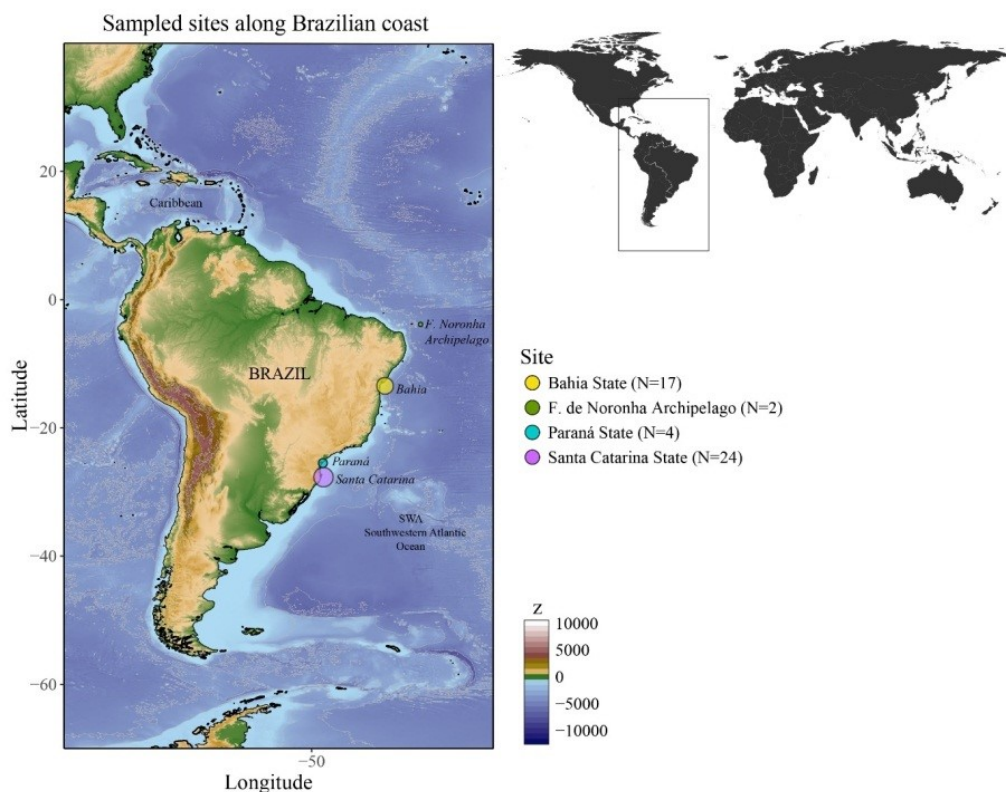 Sampled sites along Brazilian coast
20
0
−20
−40
−60
Latitude
−50
Longitude
Caribbean
F. Noronha
Archipelago
BRAZIL
Bahia
Paraná
Santa Catarina
SWA
Southwestern Atlantic
Ocean
Site
Bahia State (N=17)
F. de Noronha Archipelago (N=2)
Paraná State (N=4)
Santa Catarina State (N=24)
Z
10000
5000
0
−5000
−10000